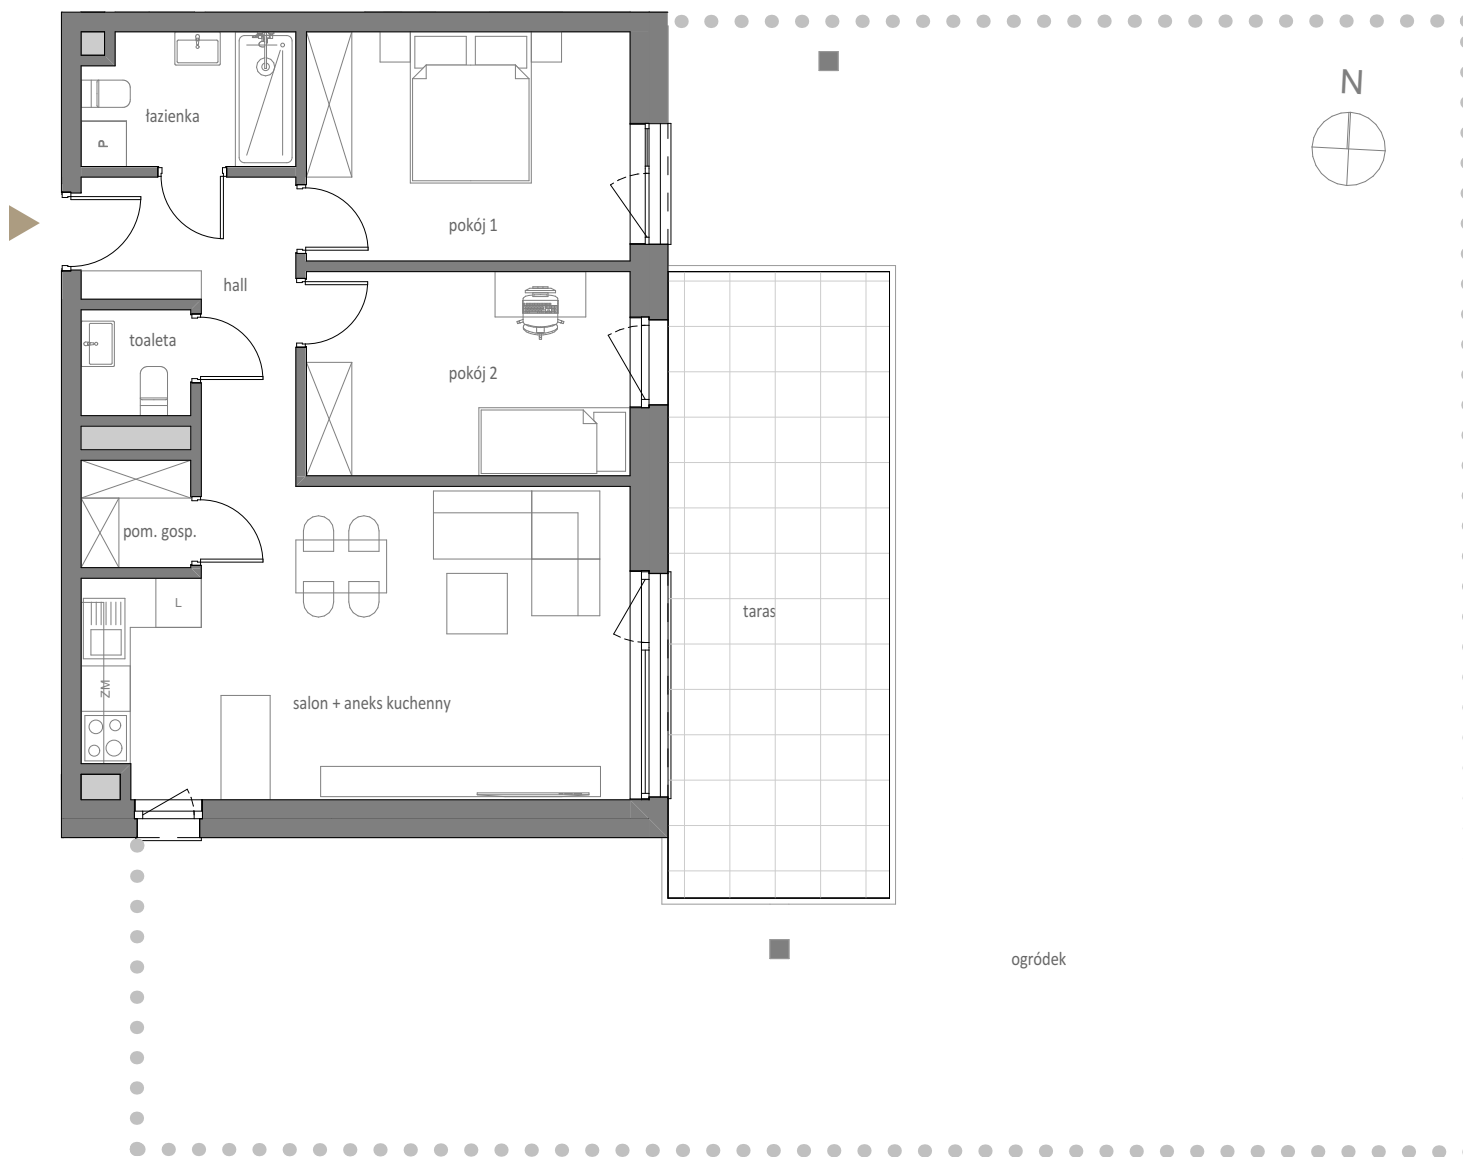 N
łazienka
P
pokój 1
hall
toaleta
pokój 2
pom. gosp.
L
taras
ZM
salon + aneks kuchenny
ogródek